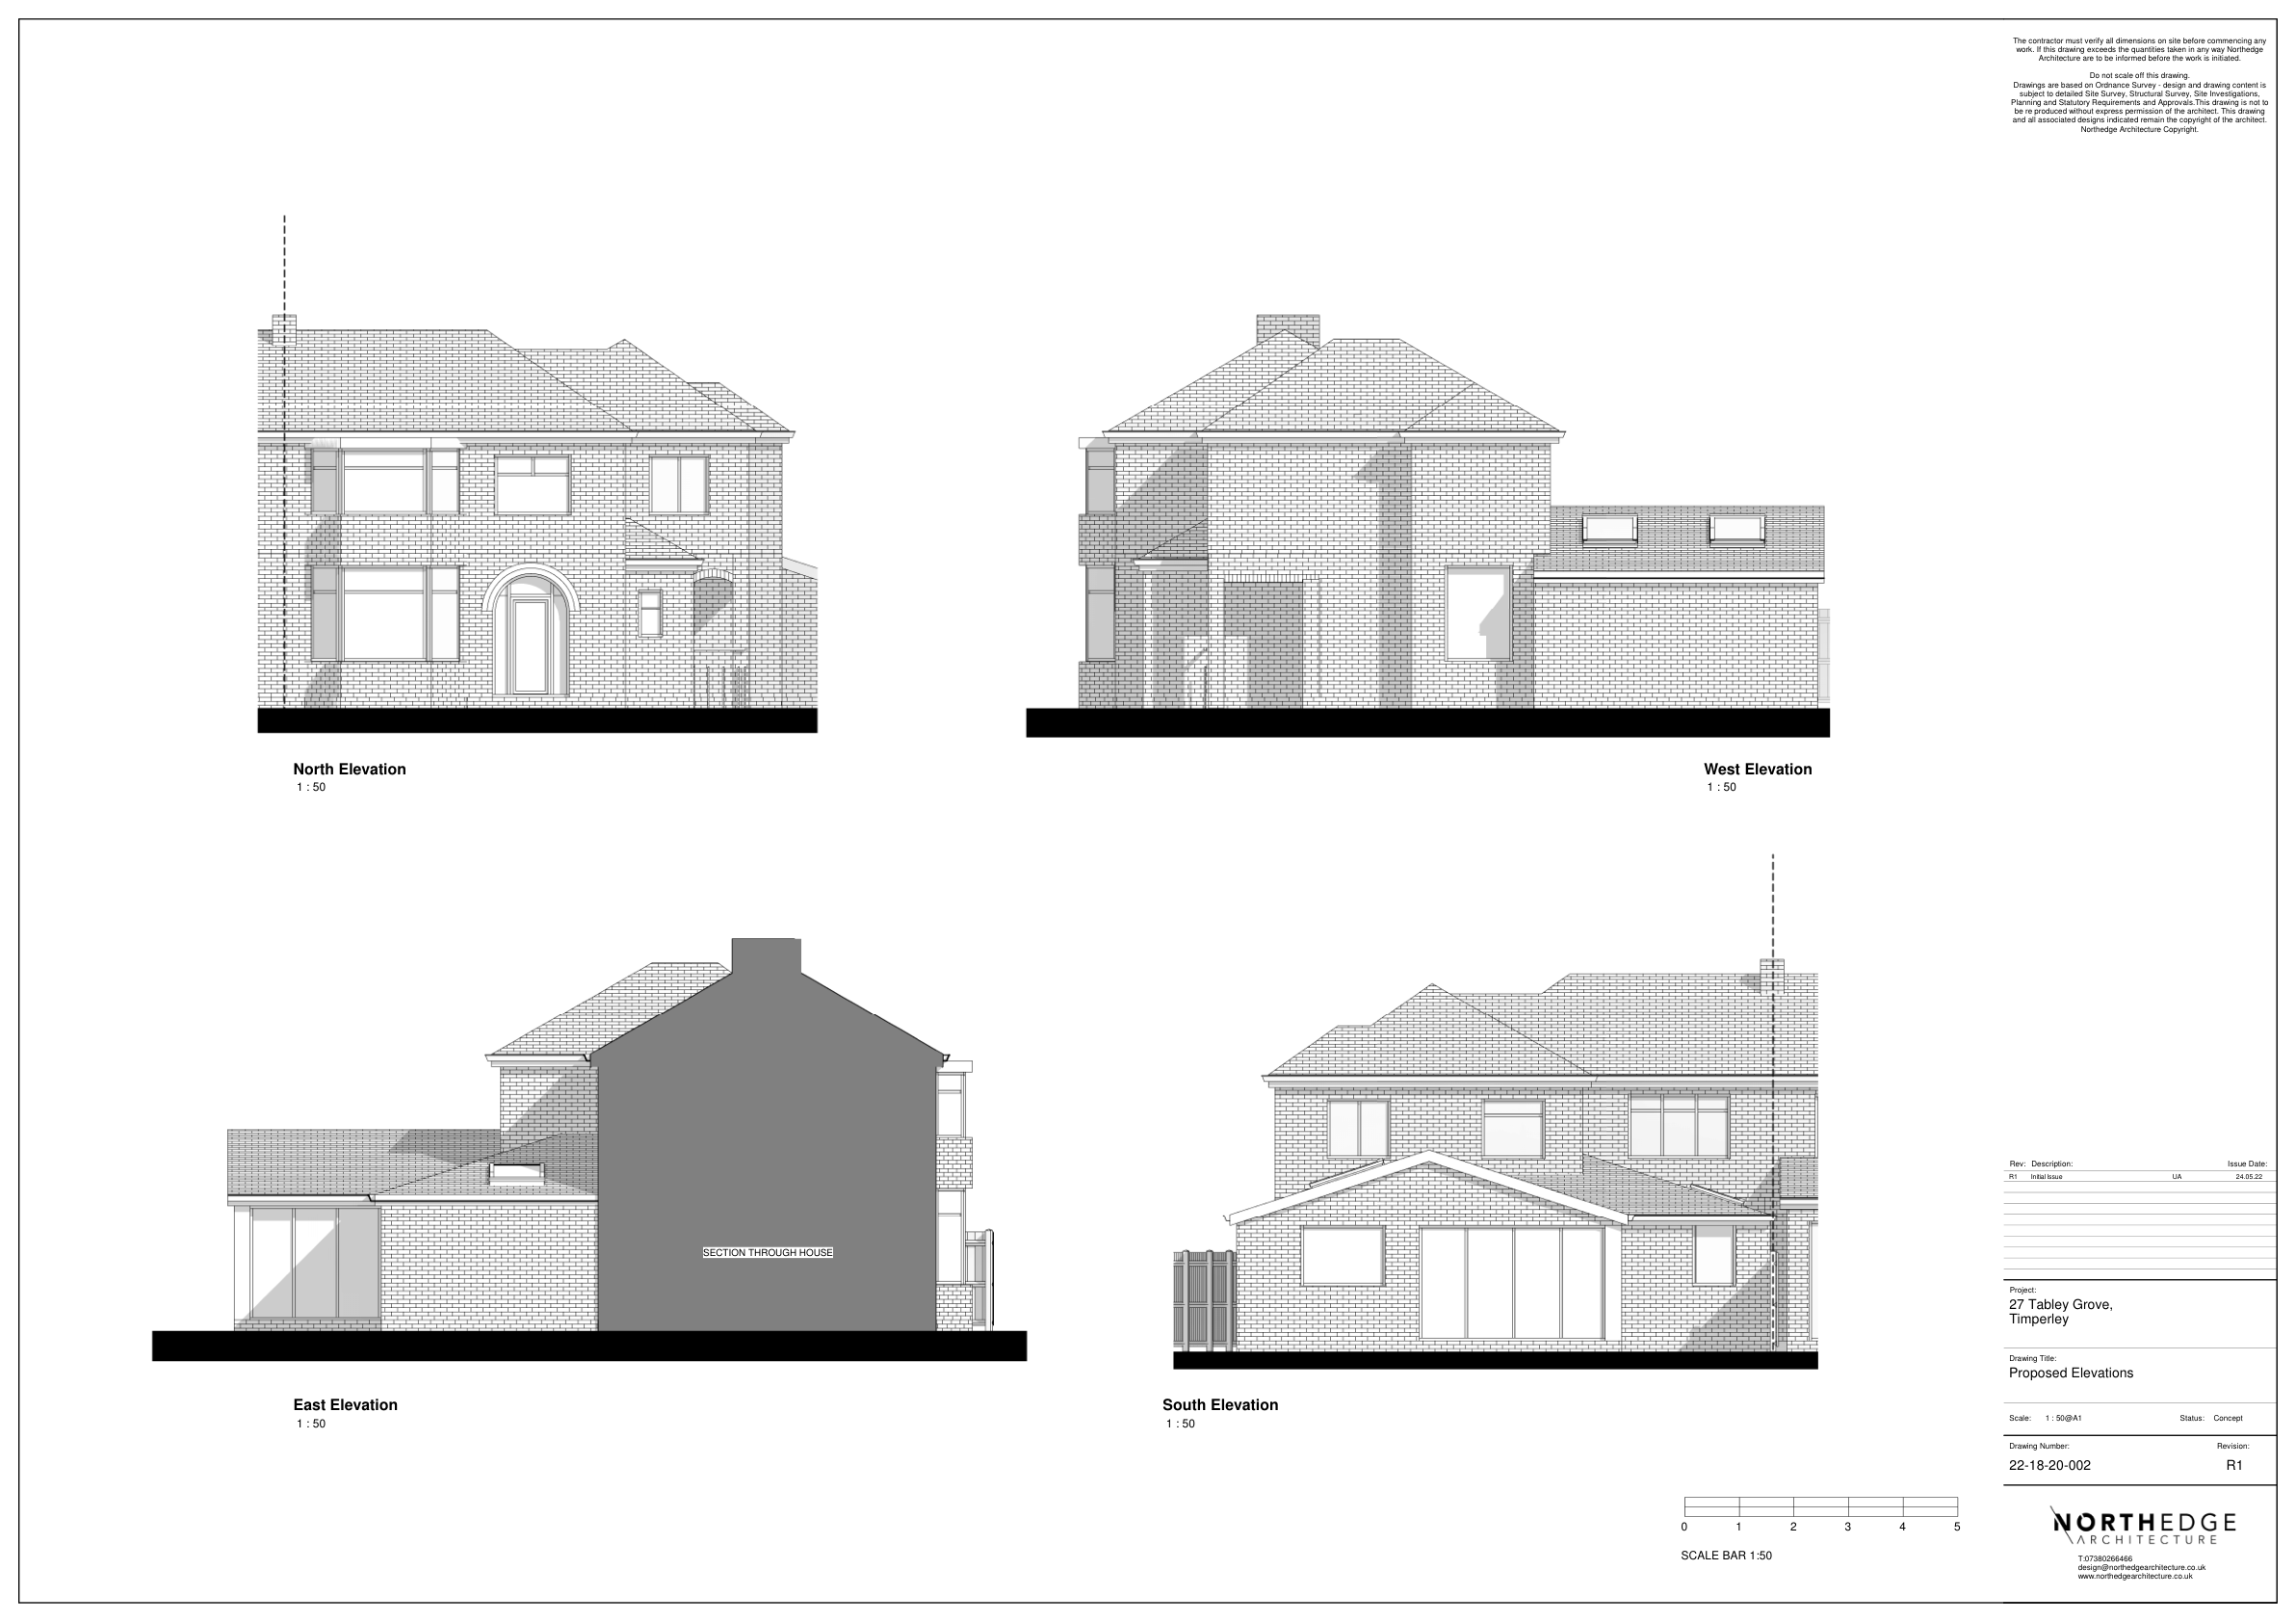 The contractor must verify all dimensions on site before commencing any
work. If this drawing exceeds the quantities taken in any way Northedge
Architecture are to be informed before the work is initiated.
Do not scale off this drawing.
Drawings are based on Ordnance Survey - design and drawing content is
subject to detailed Site Survey, Structural Survey, Site Investigations,
Planning and Statutory Requirements and Approvals.This drawing is not to
be re produced without express permission of the architect. This drawing
and all associated designs indicated remain the copyright of the architect.
Northedge Architecture Copyright.
North Elevation
1 : 50
West Elevation
1 : 50
SECTION THROUGH HOUSE
East Elevation
1 : 50
South Elevation
1 : 50
0 1 2 3 4 5
SCALE BAR 1:50
Rev: Description: Issue Date:
R1 Initial Issue UA 24.05.22
Project:
27 Tabley Grove,
Timperley
Drawing Title:
Proposed Elevations
Scale: 1 : 50@A1 Status: Concept
Drawing Number: Revision:
22-18-20-002 R1
NORTHEDGE
ARCHITECTURE
T:07380266466
design@northedgearchitecture.co.uk
www.northedgearchitecture.co.uk